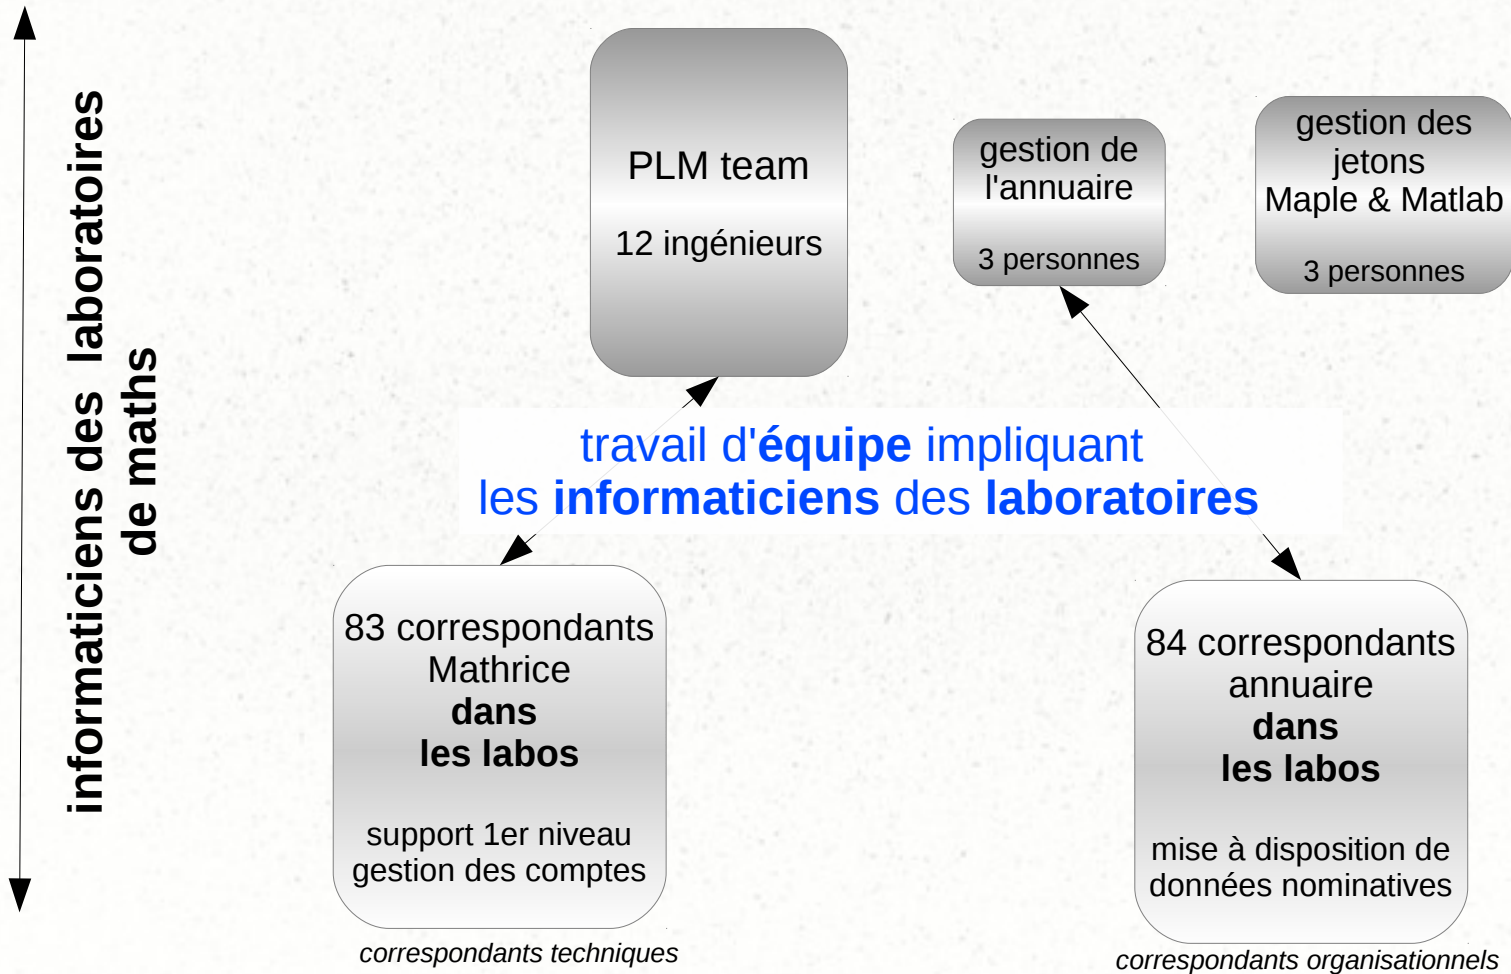 informaticiens des laboratoires
de maths
PLM team
12 ingénieurs
gestion de
l'annuaire
3 personnes
gestion des
jetons
Maple & Matlab
3 personnes
travail d'équipe impliquant
les informaticiens des laboratoires
83 correspondants
Mathrice
dans
les labos
support 1er niveau
gestion des comptes
correspondants techniques
84 correspondants
annuaire
dans
les labos
mise à disposition de
données nominatives
correspondants organisationnels